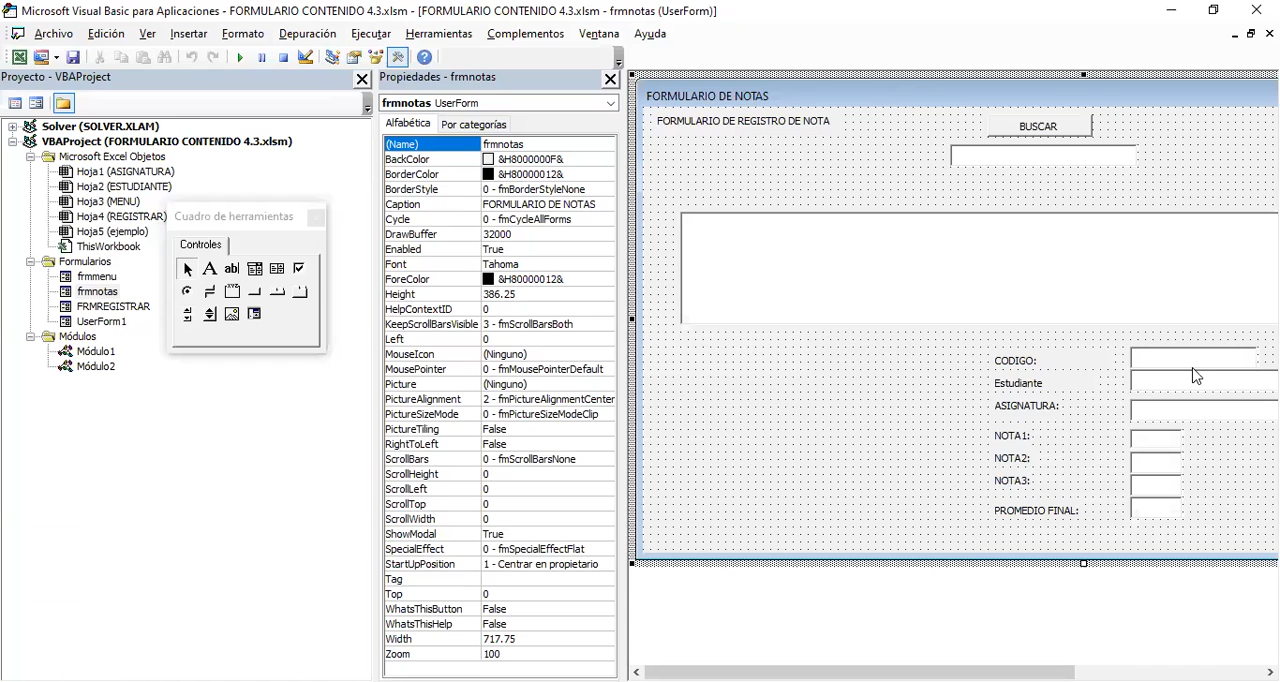 Microsoft Visual Basic para Aplicaciones - FORMULARIO CONTENIDO 4.3.xlsm - [FORMULARIO CONTENIDO 4.3.xlsm - frmnotas (UserForm)]
Archivo Edición Ver Insertar Formato Depuración Ejecutar Herramientas Complementos Ventana Ayuda
Proyecto - VBAProject
Solver (SOLVER.XLAM)
VBAProject (FORMULARIO CONTENIDO 4.3.xlsm)
Microsoft Excel Objetos
Hoja1 (ASIGNATURA)
Hoja2 (ESTUDIANTE)
Hoja3 (MENU)
Hoja4 (REGISTRAR)
Hoja5 (ejemplo)
ThisWorkbook
Formularios
frmmenu
frmnotas
FRMREGISTRAR
UserForm1
Módulos
Módulo1
Módulo2
Cuadro de herramientas
Controles
Propiedades - frmnotas
frmnotas UserForm
Alfabética Por categorías
(Name) frmnotas
BackColor &H8000000F&
BorderColor &H80000012&
BorderStyle 0 - fmBorderStyleNone
Caption FORMULARIO DE NOTAS
Cycle 0 - fmCycleAllForms
DrawBuffer 32000
Enabled True
Font Tahoma
ForeColor &H80000012&
Height 386.25
HelpContextID 0
KeepScrollBarsVisible 3 - fmScrollBarsBoth
Left 0
MouseIcon (Ninguno)
MousePointer 0 - fmMousePointerDefault
Picture (Ninguno)
PictureAlignment 2 - fmPictureAlignmentCenter
PictureSizeMode 0 - fmPictureSizeModeClip
PictureTiling False
RightToLeft False
ScrollBars 0 - fmScrollBarsNone
ScrollHeight 0
ScrollLeft 0
ScrollTop 0
ScrollWidth 0
ShowModal True
SpecialEffect 0 - fmSpecialEffectFlat
StartUpPosition 1 - Centrar en propietario
Tag
Top 0
WhatsThisButton False
WhatsThisHelp False
Width 717.75
Zoom 100
FORMULARIO DE NOTAS
FORMULARIO DE REGISTRO DE NOTA
BUSCAR
CODIGO:
Estudiante
ASIGNATURA:
NOTA1:
NOTA2:
NOTA3:
PROMEDIO FINAL: